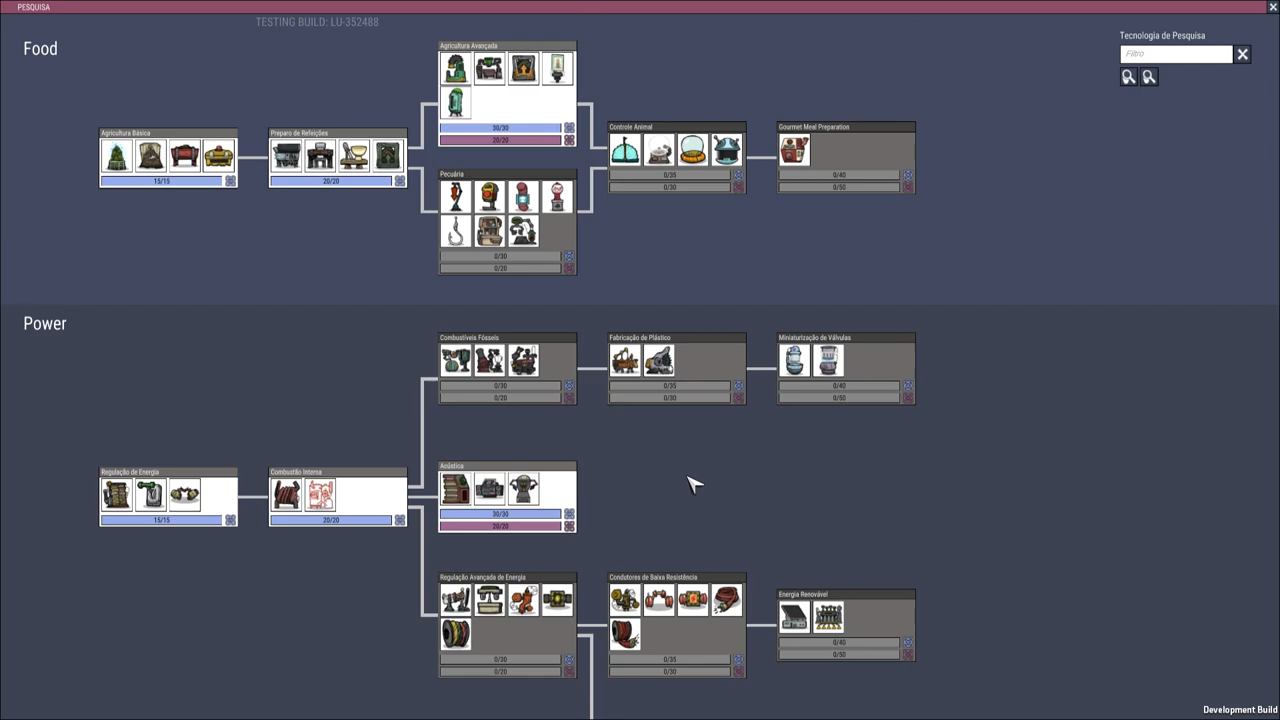 PESQUISA
TESTING BUILD: LU-352488
Food
Tecnologia de Pesquisa
Filtro
Agricultura Avançada
30/30
20/20
Agricultura Básica
15/15
Preparo de Refeições
20/20
Controle Animal
0/35
0/30
Gourmet Meal Preparation
0/40
0/50
Pecuária
0/30
0/20
Power
Combustíveis Fósseis
0/30
0/20
Fabricação de Plástico
0/35
0/30
Miniaturização de Válvulas
0/40
0/50
Regulação de Energia
15/15
Combustão Interna
20/20
Acústica
30/30
20/20
Regulação Avançada de Energia
0/30
0/20
Condutores de Baixa Resistência
0/35
0/30
Energia Renovável
0/40
0/50
Development Build